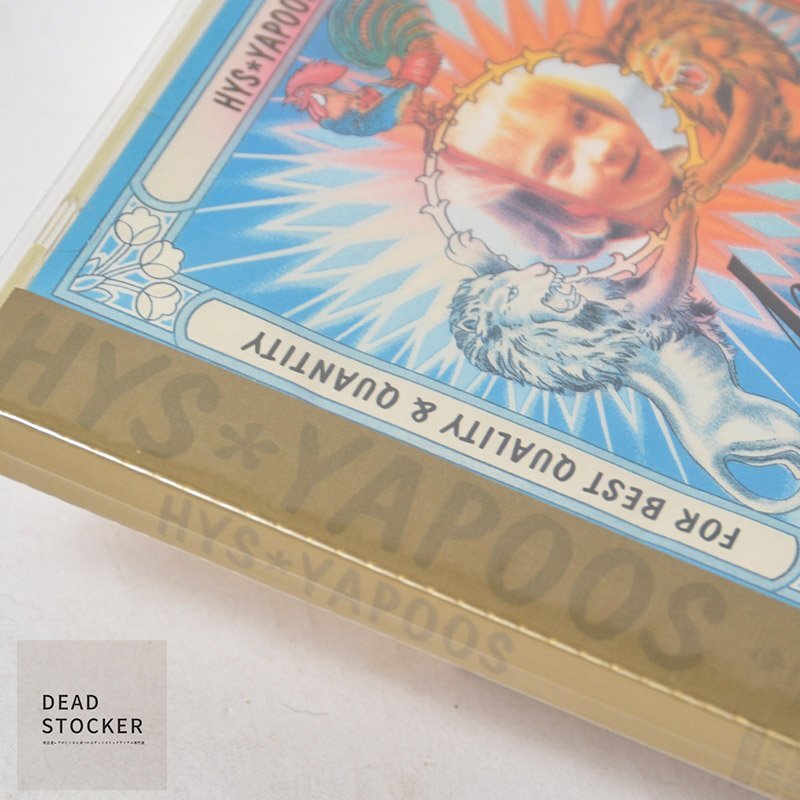 HYS*YAPOOS
FOR BEST QUALITY & QUANTITY
HYS*YAPOOS
HYS*YAPOOS
DEAD
STOCKER